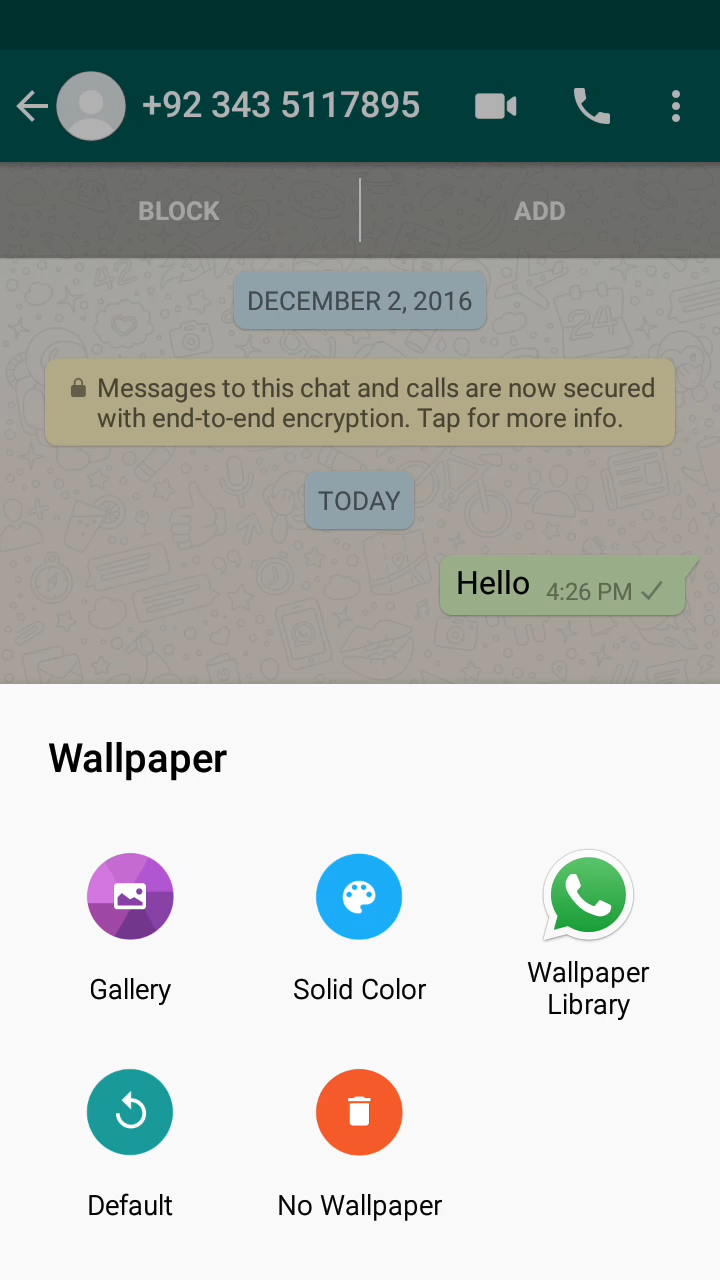 +92 343 5117895
BLOCK
ADD
DECEMBER 2, 2016
Messages to this chat and calls are now secured
with end-to-end encryption. Tap for more info.
TODAY
Hello 4:26 PM
Wallpaper
Gallery
Solid Color
Wallpaper
Library
Default
No Wallpaper